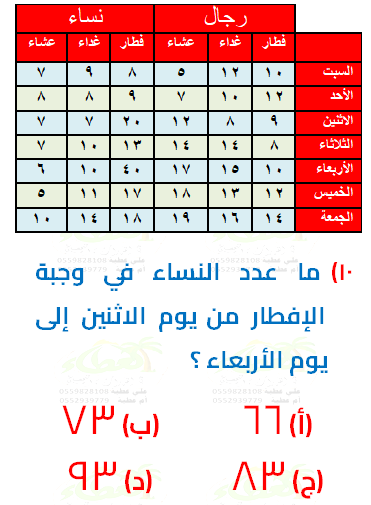 رجال نساء
فطار غداء عشاء فطار غداء عشاء
السبت ١٠ ١٢ ٥ ٨ ٩ ٧
الأحد ١٢ ١٠ ٧ ٩ ٨ ٨
الاثنين ٩ ٨ ١٢ ٢٠ ٧ ٧
الثلاثاء ٨ ١٤ ١٤ ١٣ ١٠ ٧
الأربعاء ١٠ ١٥ ١٧ ٤٠ ١٠ ٦
الخميس ١٢ ١٣ ١٨ ١٧ ١١ ٥
الجمعة ١٤ ١٦ ١٩ ١٨ ١٤ ١٠
١٠) ما عدد النساء في وجبة
الإفطار من يوم الاثنين إلى
يوم الأربعاء ؟
(أ) ٦٦ (ب) ٧٣
(ج) ٨٣ (د) ٩٣